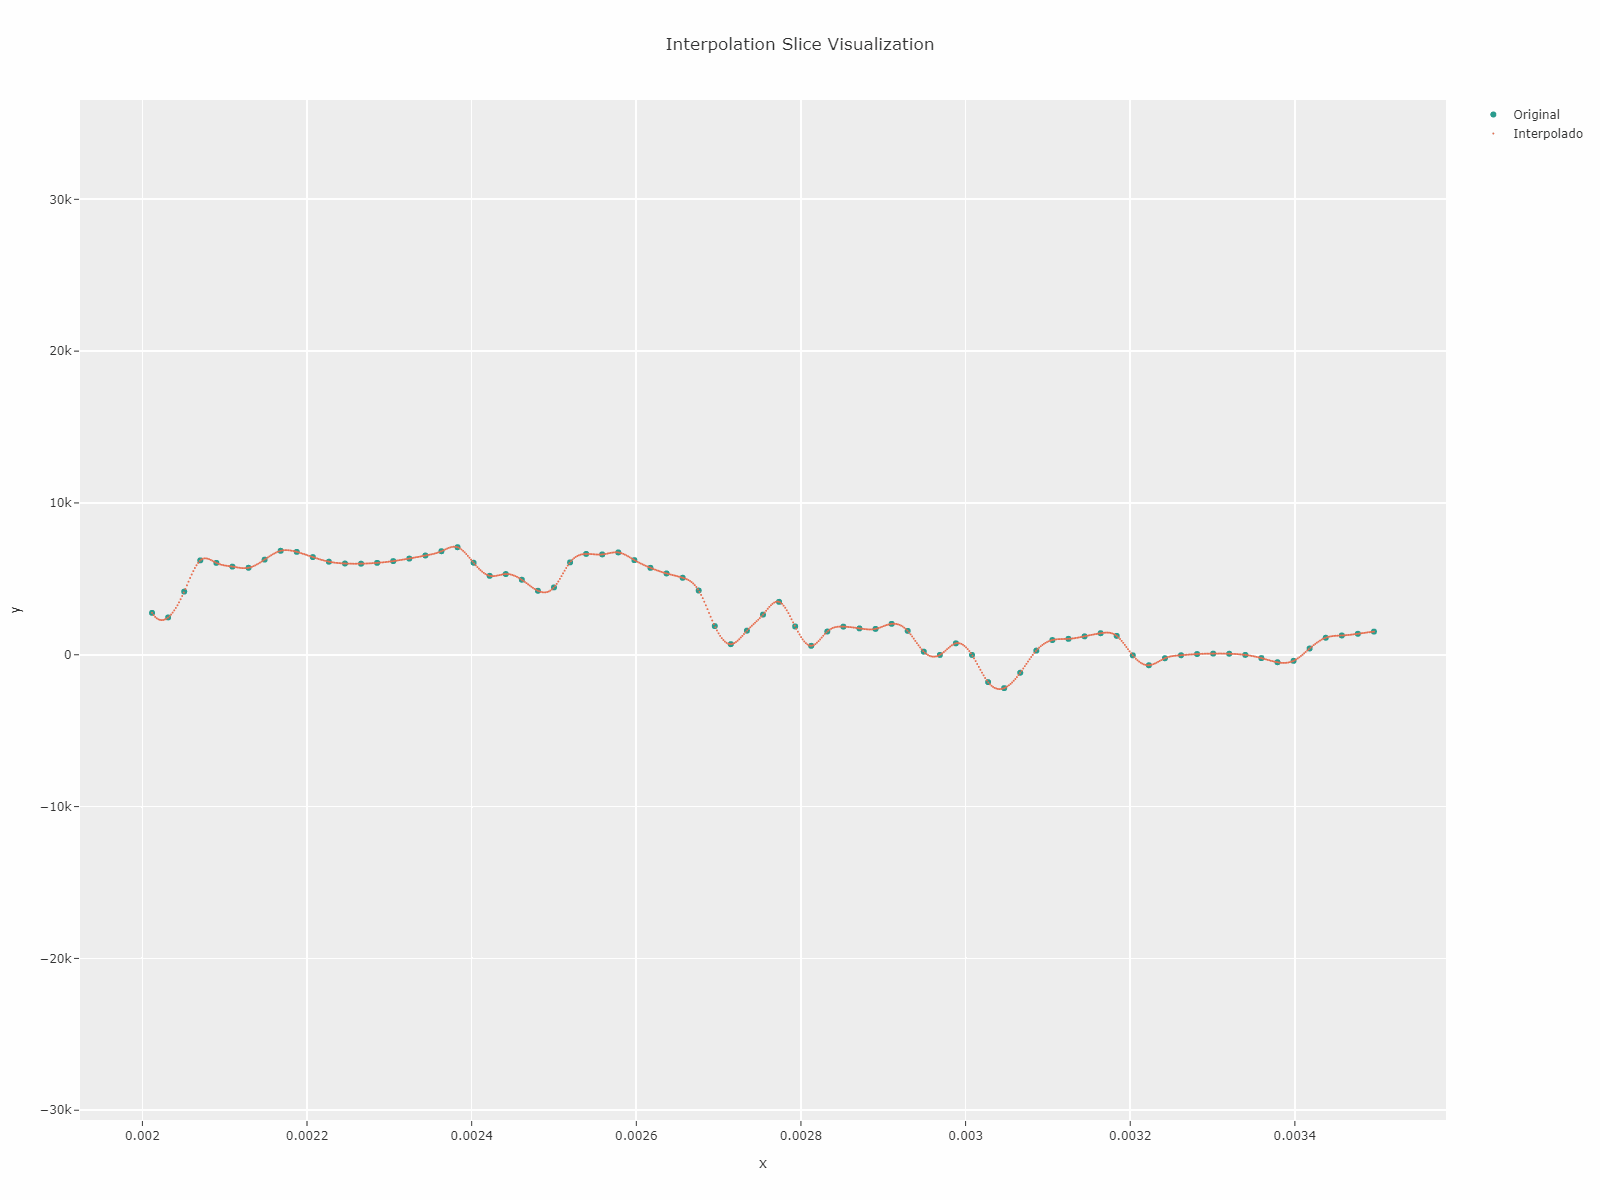 Interpolation Slice Visualization
Original
Interpolado
30k
20k
10k
0
−10k
−20k
−30k
y
0.002
0.0022
0.0024
0.0026
0.0028
0.003
0.0032
0.0034
x